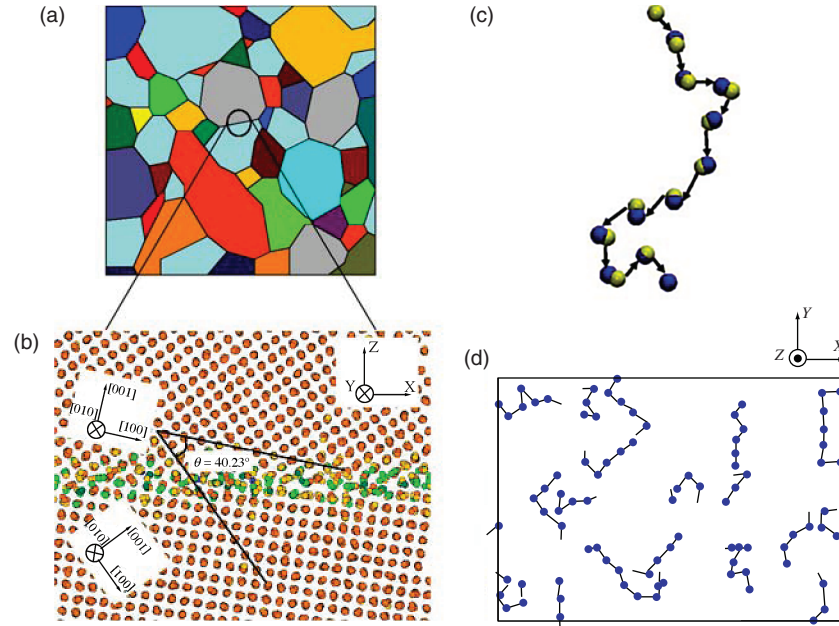 (a)
(c)
(b)
Z
Y
X
[001]
[010]
[100]
θ = 40.23°
[010]
[001]
[100]
(d)
Y
Z
X